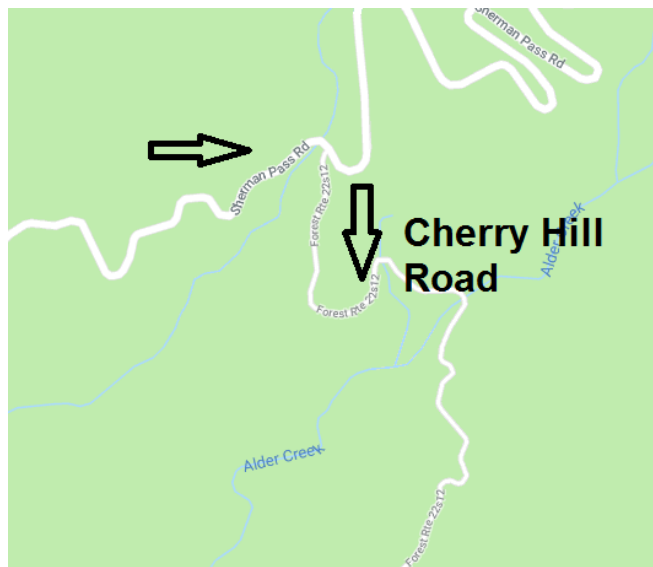 Sherman Pass Rd
Sherman Pass Rd
Forest Rte 22s12
Cherry Hill
Road
Alder Creek
Forest Rte 22s12
Alder Creek
Forest Rte 22s12